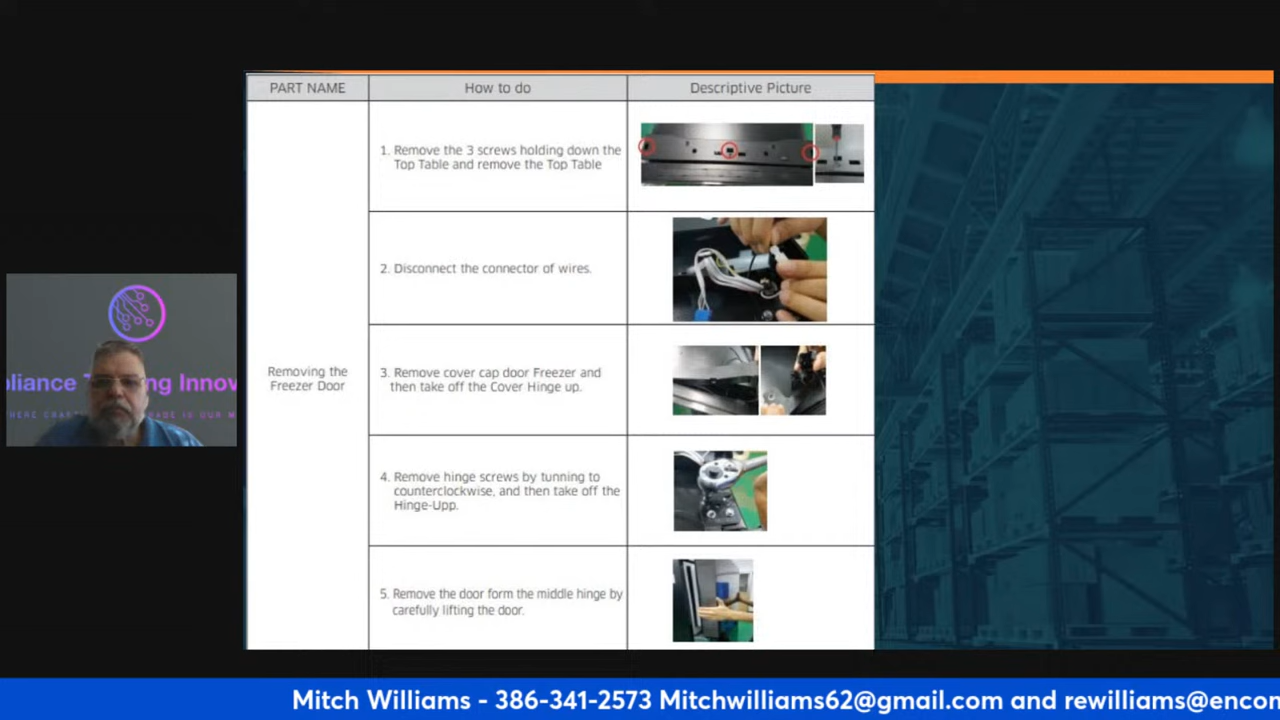 PART NAME
How to do
Descriptive Picture
1. Remove the 3 screws holding down the
Top Table and remove the Top Table
2. Disconnect the connector of wires.
Removing the
Freezer Door
3. Remove cover cap door Freezer and
then take off the Cover Hinge up.
4. Remove hinge screws by tunning to
counterclockwise, and then take off the
Hinge-Upp.
5. Remove the door form the middle hinge by
carefully lifting the door.
pliance T ng Innov
Mitch Williams - 386-341-2573 Mitchwilliams62@gmail.com and rewilliams@encon